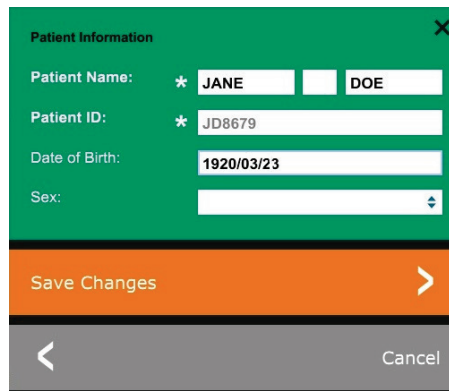 Patient Information
Patient Name: * JANE DOE
Patient ID: * JD8679
Date of Birth: 1920/03/23
Sex:
Save Changes
Cancel